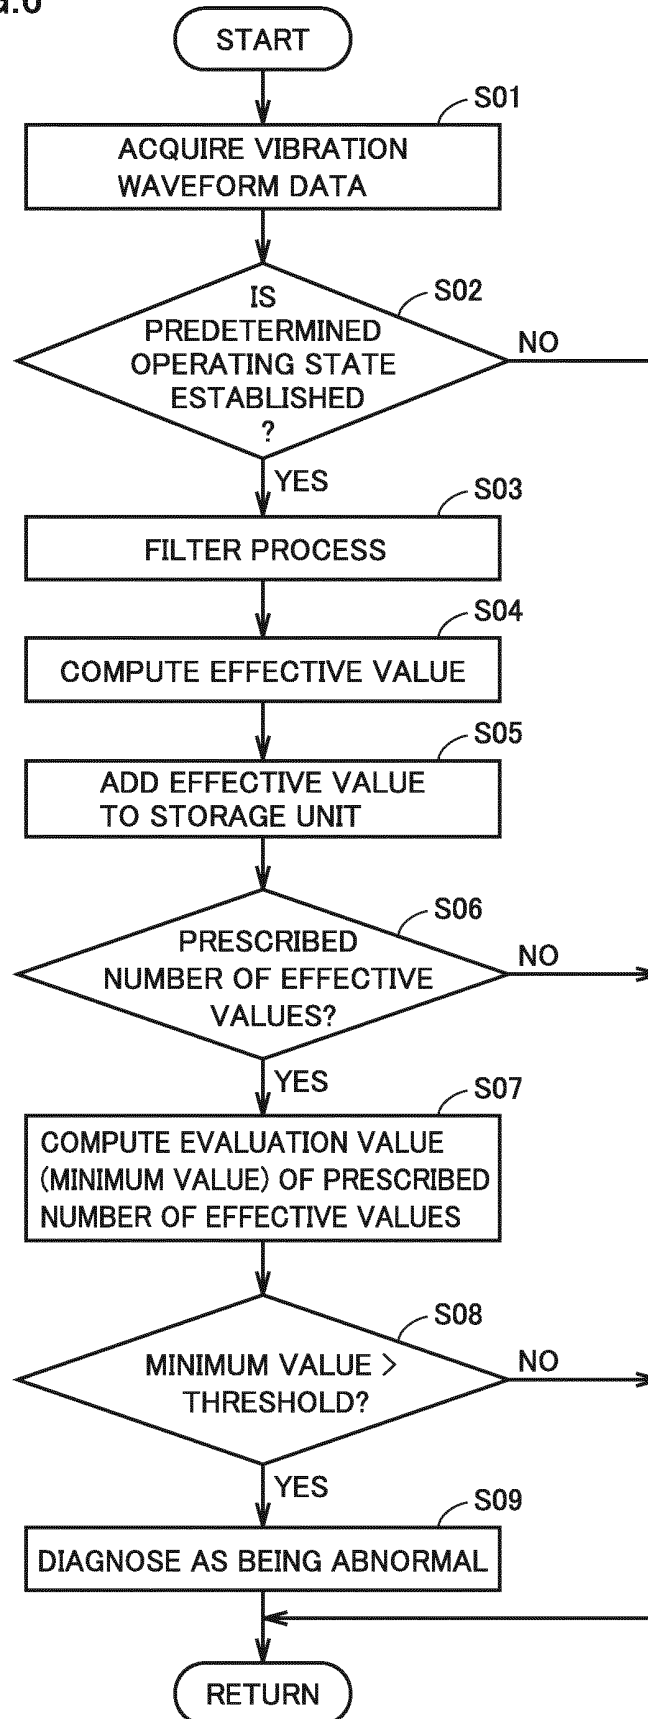 START
S01
ACQUIRE VIBRATION
WAVEFORM DATA
S02
IS
PREDETERMINED
OPERATING STATE
ESTABLISHED
?
NO
YES
S03
FILTER PROCESS
S04
COMPUTE EFFECTIVE VALUE
S05
ADD EFFECTIVE VALUE
TO STORAGE UNIT
S06
PRESCRIBED
NUMBER OF EFFECTIVE
VALUES?
NO
YES
S07
COMPUTE EVALUATION VALUE
(MINIMUM VALUE) OF PRESCRIBED
NUMBER OF EFFECTIVE VALUES
S08
MINIMUM VALUE >
THRESHOLD?
NO
YES
S09
DIAGNOSE AS BEING ABNORMAL
RETURN